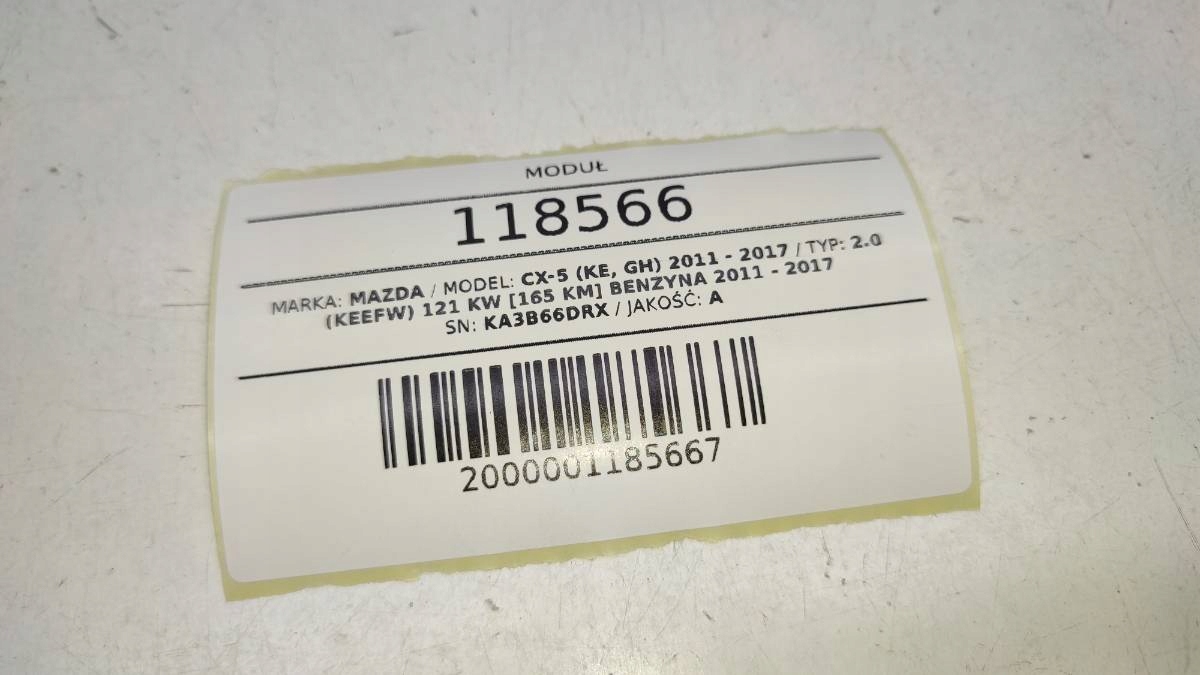 MODUŁ
118566
MARKA: MAZDA / MODEL: CX-5 (KE, GH) 2011 - 2017 / TYP: 2.0
(KEEFW) 121 KW [165 KM] BENZYNA 2011 - 2017
SN: KA3B66DRX / JAKOŚĆ: A
2000001185667